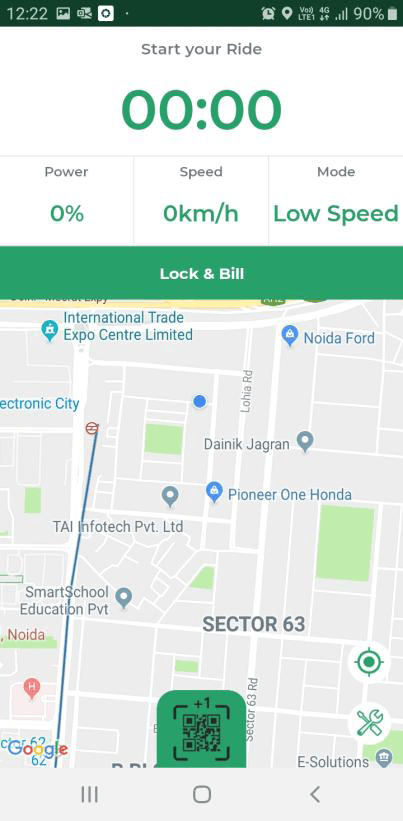 12:22
Vo)) 4G
LTE1
90%
Start your Ride
00:00
Power
Speed
Mode
0%
0km/h
Low Speed
Lock & Bill
International Trade
Expo Centre Limited
Noida Ford
Lohia Rd
ectronic City
Dainik Jagran
Pioneer One Honda
TAI Infotech Pvt. Ltd
SmartSchool
Education Pvt
SECTOR 63
, Noida
H
Sector 63 Rd
+1
Google
62
E-Solutions